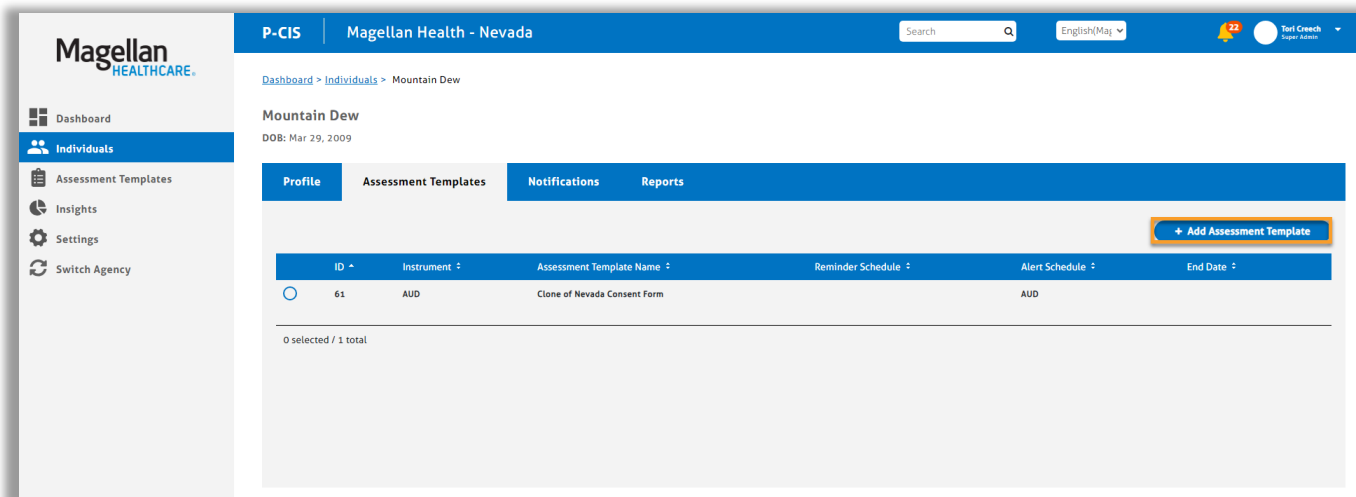 Magellan
HEALTHCARE®
Dashboard
Individuals
Assessment Templates
Insights
Settings
Switch Agency
P-CIS Magellan Health - Nevada Search English(Maɡ 22 Tori Creech
Super Admin
Dashboard > Individuals > Mountain Dew
Mountain Dew
DOB: Mar 29, 2009
Profile Assessment Templates Notifications Reports
+ Add Assessment Template
ID Instrument Assessment Template Name Reminder Schedule Alert Schedule End Date
61 AUD Clone of Nevada Consent Form AUD
0 selected / 1 total